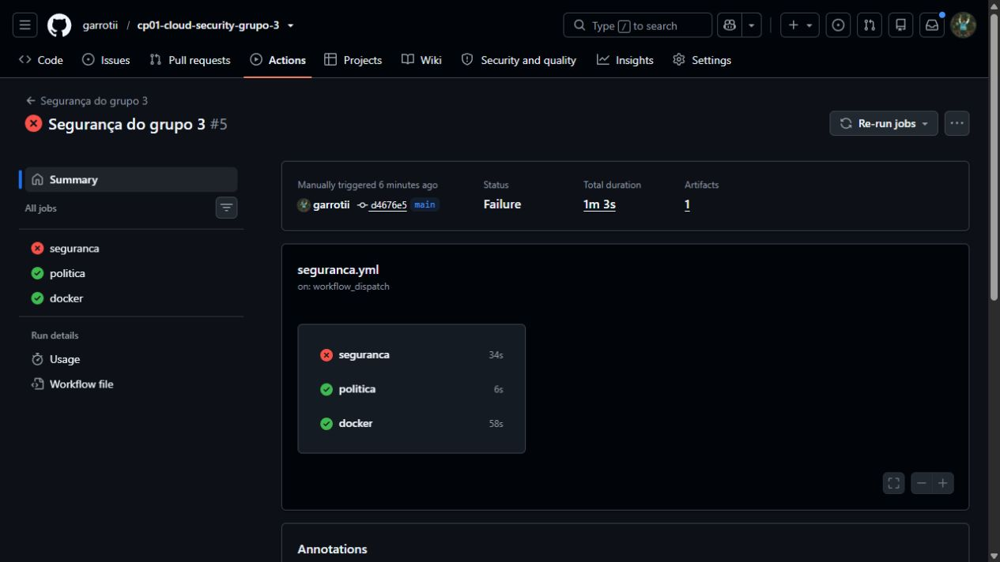 garrotii / cp01-cloud-security-grupo-3
Type / to search
Code
Issues
Pull requests
Actions
Projects
Wiki
Security and quality
Insights
Settings
← Segurança do grupo 3
Segurança do grupo 3 #5
Re-run jobs
Summary
All jobs
seguranca
politica
docker
Run details
Usage
Workflow file
Manually triggered 6 minutes ago
garrotii d4676e5 main
Status
Failure
Total duration
1m 3s
Artifacts
1
seguranca.yml
on: workflow_dispatch
seguranca 34s
politica 6s
docker 58s
Annotations